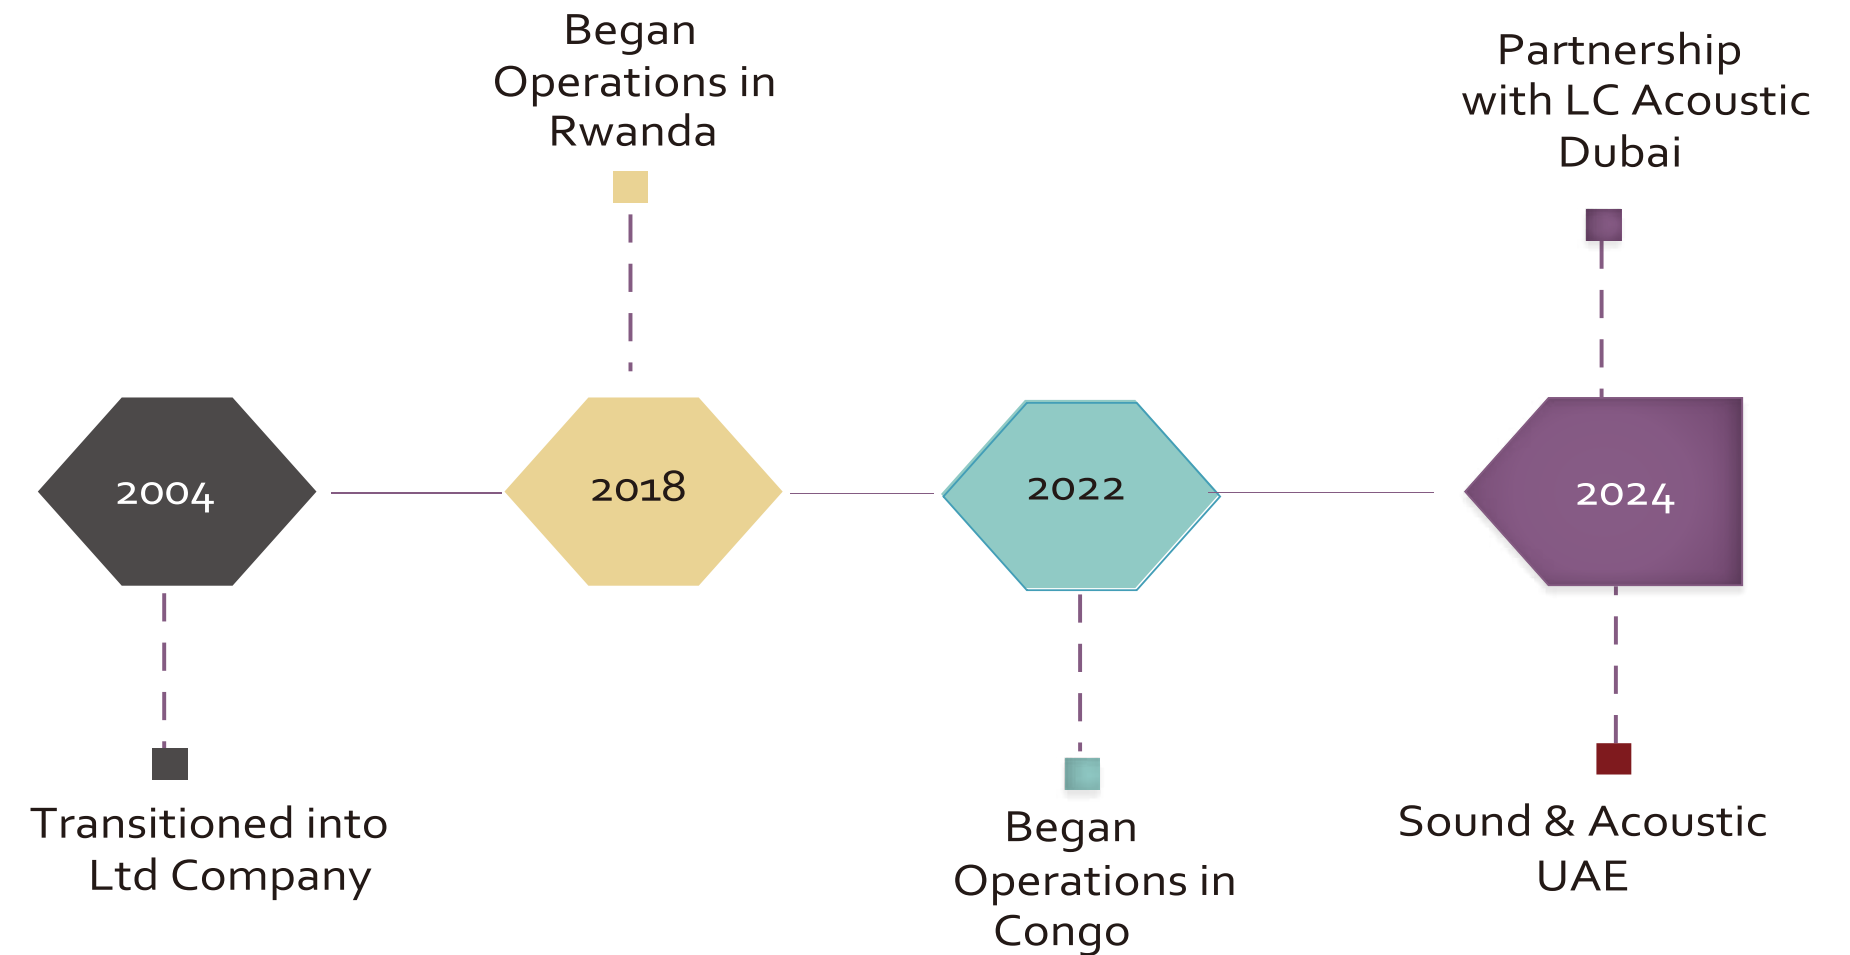 Began
Operations in
Rwanda
Partnership
with LC Acoustic
Dubai
2004
2018
2022
2024
Transitioned into
Ltd Company
Began
Operations in
Congo
Sound & Acoustic
UAE